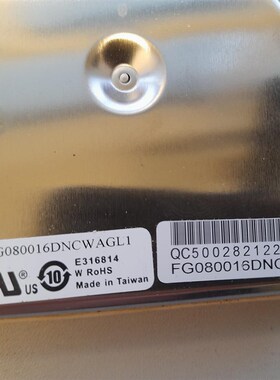 G080016DNCWAGL1
US
10
E316814
W RoHS
Made in Taiwan
QC500282122
FG080016DNC